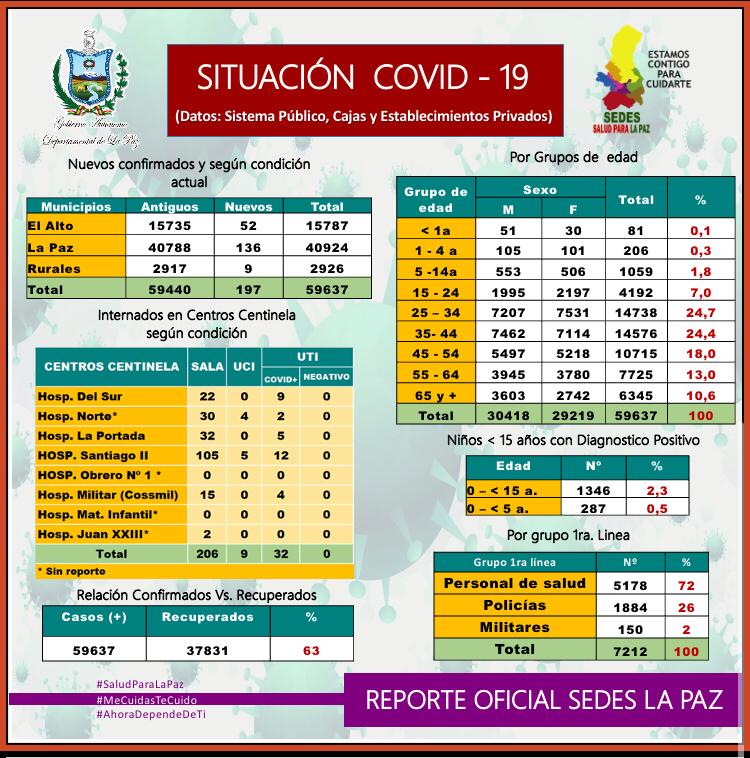 SITUACIÓN COVID - 19
(Datos: Sistema Público, Cajas y Establecimientos Privados)
Gobierno Autónomo
Departamental de La Paz
ESTAMOS
CONTIGO
PARA
CUIDARTE
SEDES
SALUD PARA LA PAZ
Nuevos confirmados y según condición
actual
Municipios Antiguos Nuevos Total
El Alto 15735 52 15787
La Paz 40788 136 40924
Rurales 2917 9 2926
Total 59440 197 59637
Internados en Centros Centinela
según condición
CENTROS CENTINELA SALA UCI UTI
COVID+ NEGATIVO
Hosp. Del Sur 22 0 9 0
Hosp. Norte* 30 4 2 0
Hosp. La Portada 32 0 5 0
HOSP. Santiago II 105 5 12 0
HOSP. Obrero Nº 1 * 0 0 0 0
Hosp. Militar (Cossmil) 15 0 4 0
Hosp. Mat. Infantil* 0 0 0 0
Hosp. Juan XXIII* 2 0 0 0
Total 206 9 32 0
* Sin reporte
Relación Confirmados Vs. Recuperados
Casos (+) Recuperados %
59637 37831 63
Por Grupos de edad
Grupo de edad Sexo Total %
M F
< 1a 51 30 81 0,1
1 - 4 a 105 101 206 0,3
5 -14a 553 506 1059 1,8
15 - 24 1995 2197 4192 7,0
25 – 34 7207 7531 14738 24,7
35- 44 7462 7114 14576 24,4
45 - 54 5497 5218 10715 18,0
55 - 64 3945 3780 7725 13,0
65 y + 3603 2742 6345 10,6
Total 30418 29219 59637 100
Niños < 15 años con Diagnostico Positivo
Edad Nº %
0 – < 15 a. 1346 2,3
0 – < 5 a. 287 0,5
Por grupo 1ra. Linea
Grupo 1ra línea Nº %
Personal de salud 5178 72
Policías 1884 26
Militares 150 2
Total 7212 100
#SaludParaLaPaz
#MeCuidasTeCuido
#AhoraDependeDeTi
REPORTE OFICIAL SEDES LA PAZ